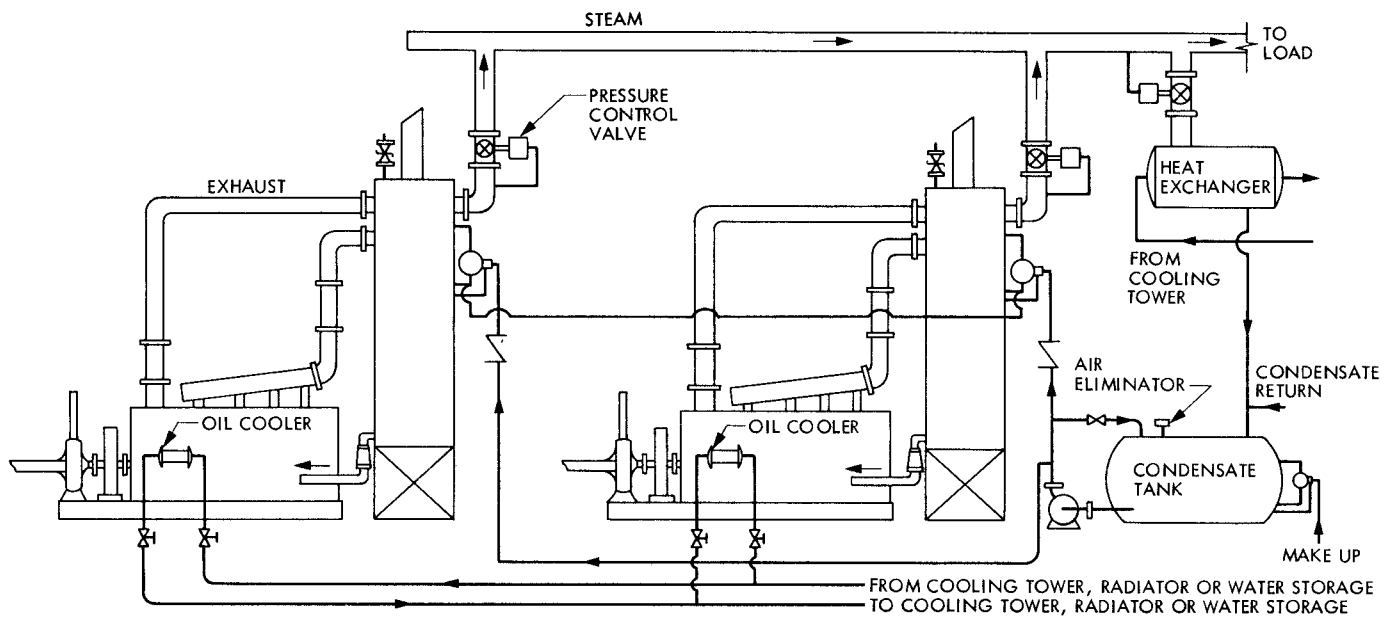 STEAM
TO
LOAD
PRESSURE
CONTROL
VALVE
EXHAUST
HEAT
EXCHANGER
FROM
COOLING
TOWER
AIR
ELIMINATOR
CONDENSATE
RETURN
OIL COOLER
OIL COOLER
CONDENSATE
TANK
MAKE UP
FROM COOLING TOWER, RADIATOR OR WATER STORAGE
TO COOLING TOWER, RADIATOR OR WATER STORAGE